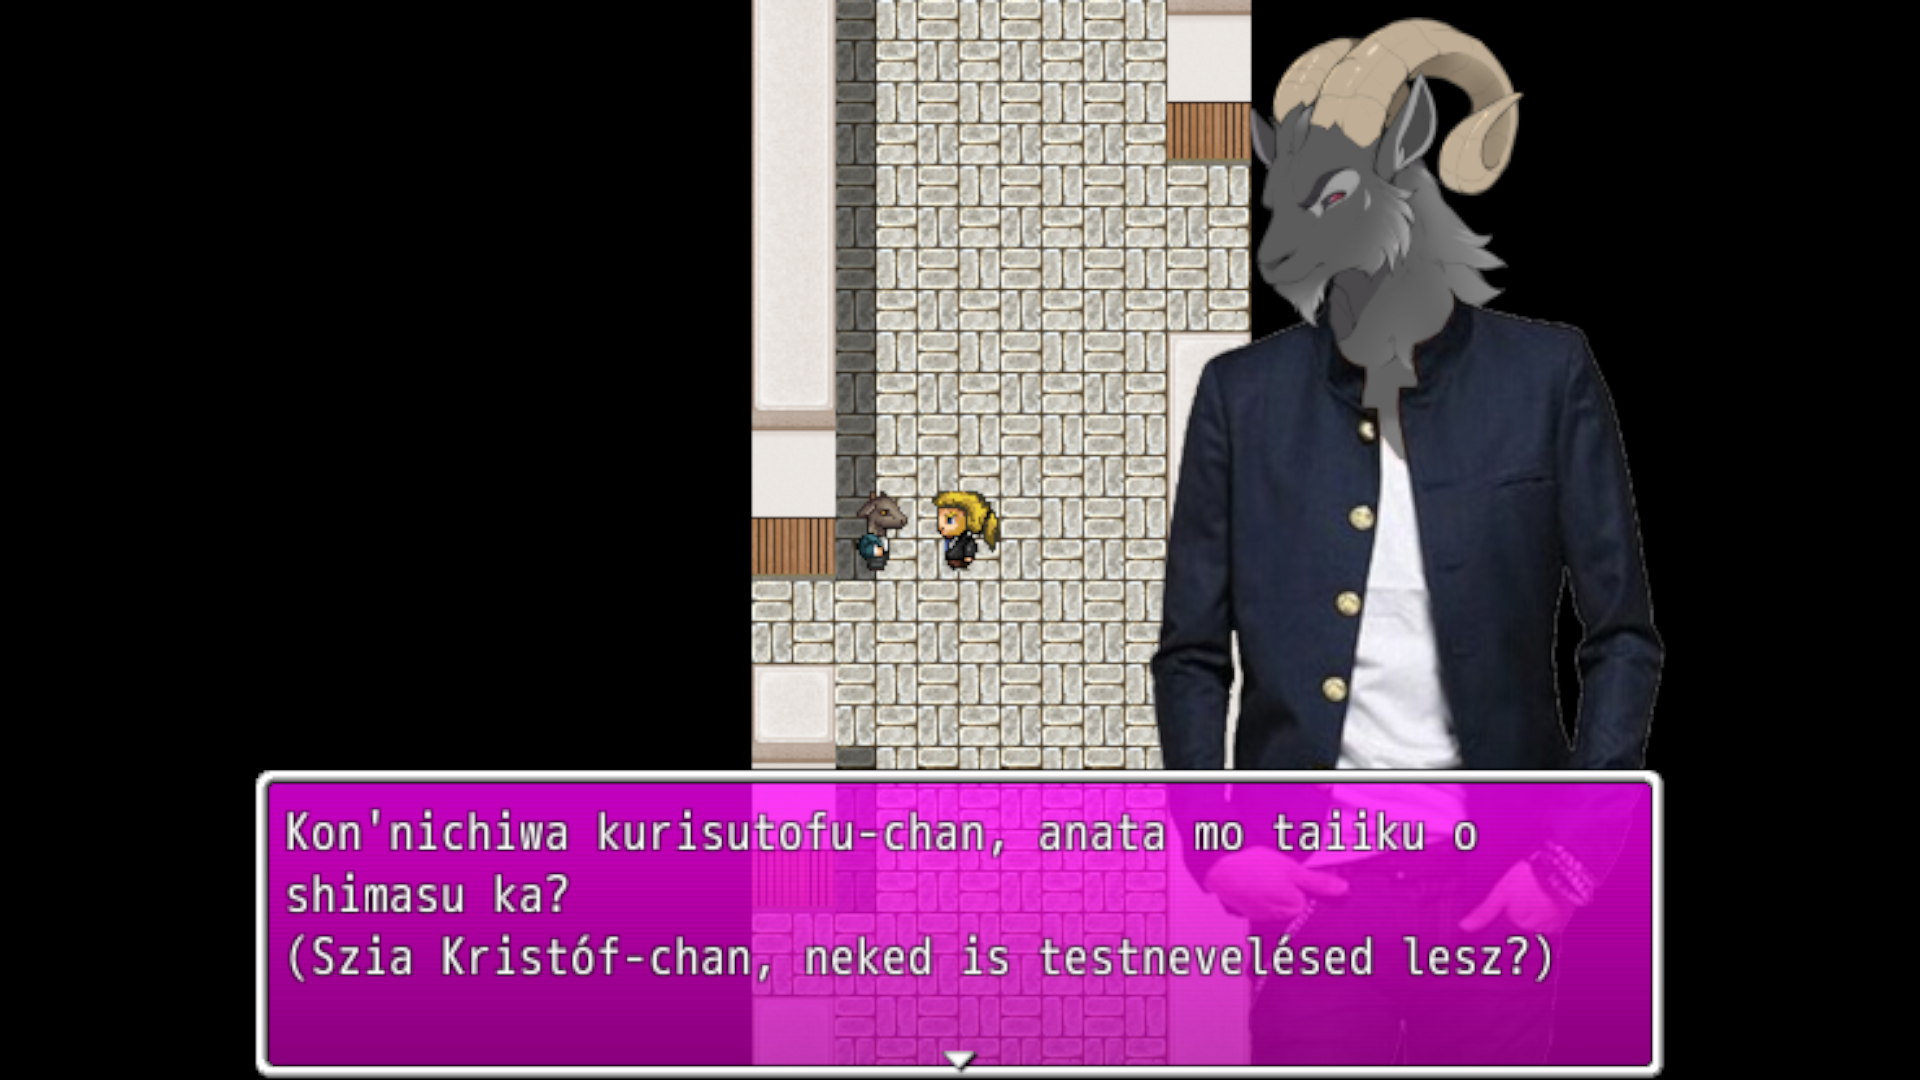 Kon'nichiwa kurisutofu-chan, anata mo taiiku o
shimasu ka?
(Szia Kristóf-chan, neked is testnevelésed lesz?)